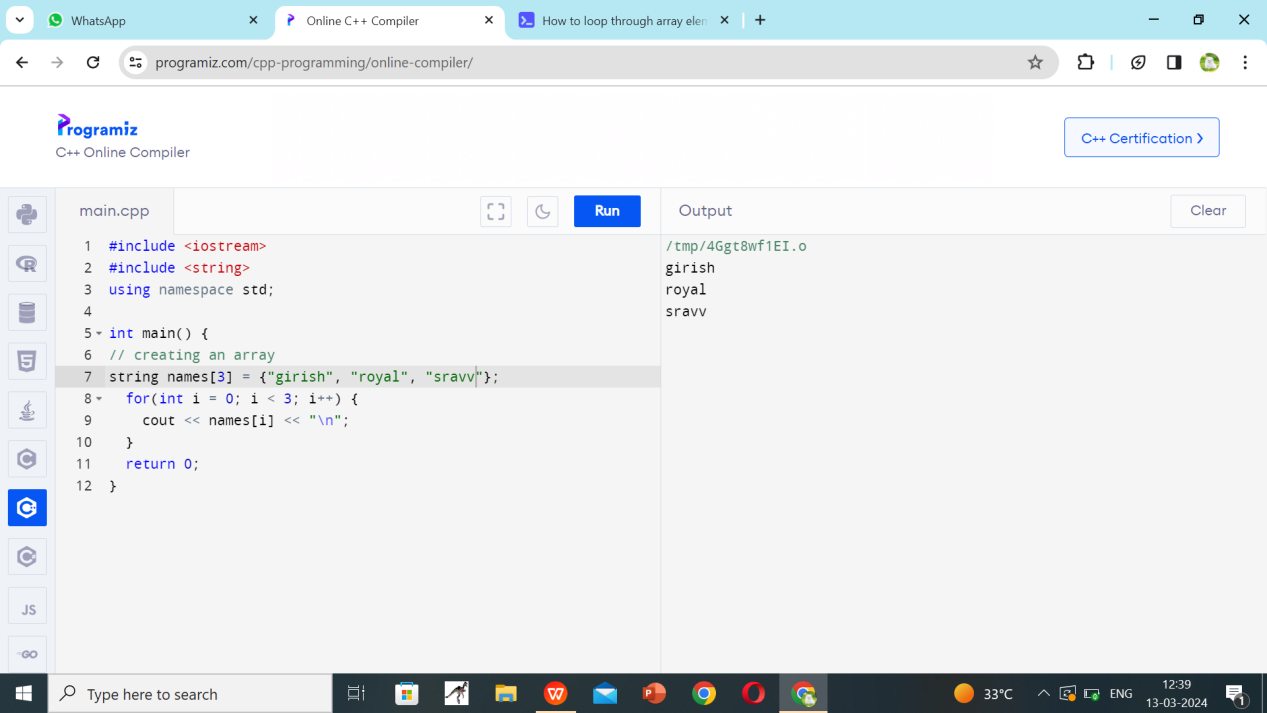 WhatsApp
Online C++ Compiler
How to loop through array elen
programiz.com/cpp-programming/online-compiler/
Programiz
C++ Online Compiler
C++ Certification
main.cpp
Run
Output
Clear
1 #include <iostream>
2 #include <string>
3 using namespace std;
4
5 int main() {
6 // creating an array
7 string names[3] = {"girish", "royal", "sravv"};
8 for(int i = 0; i < 3; i++) {
9 cout << names[i] << "\n";
10 }
11 return 0;
12 }
/tmp/4Ggt8wf1EI.o
girish
royal
sravv
JS
GO
Type here to search
33°C
ENG
12:39
13-03-2024
1